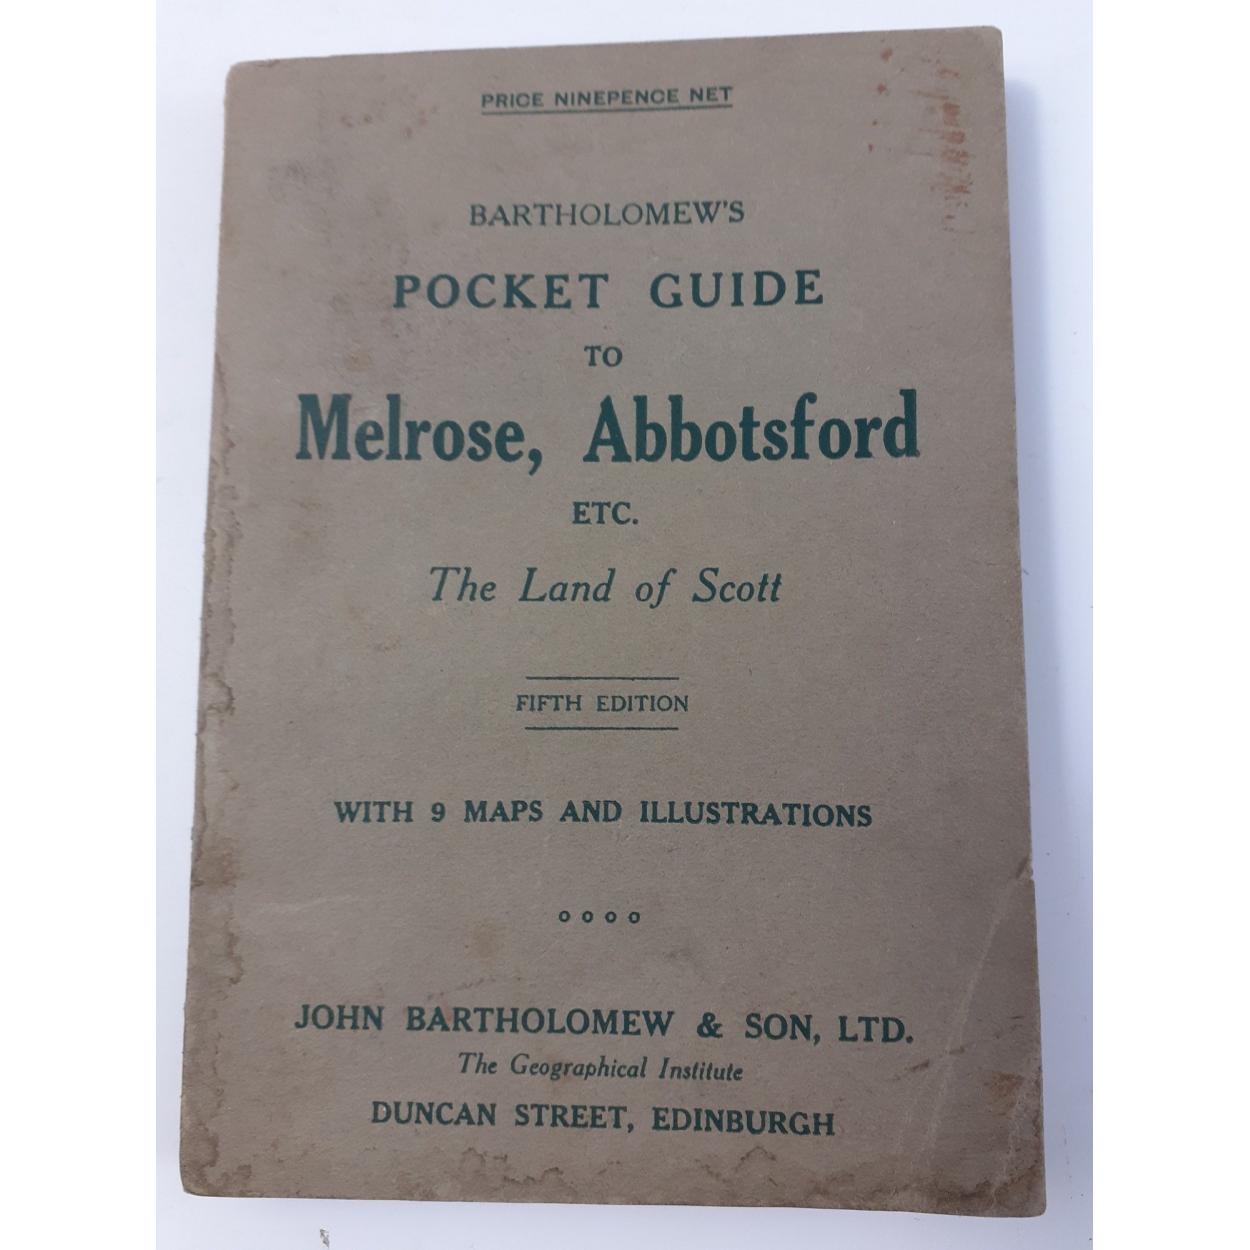 PRICE NINEPENCE NET
BARTHOLOMEW'S
POCKET GUIDE
TO
Melrose, Abbotsford
ETC.
The Land of Scott
FIFTH EDITION
WITH 9 MAPS AND ILLUSTRATIONS
JOHN BARTHOLOMEW & SON, LTD.
The Geographical Institute
DUNCAN STREET, EDINBURGH